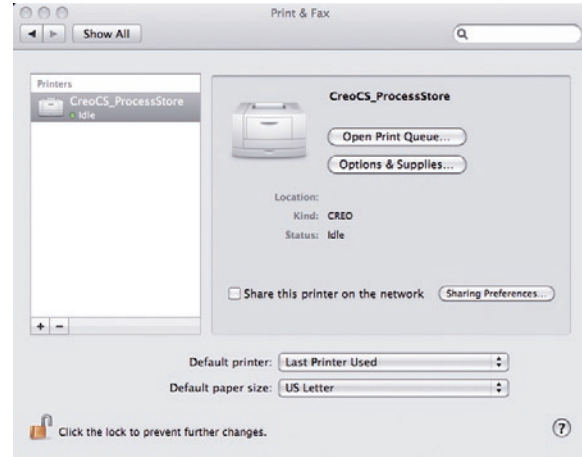 Print & Fax
Show All
Printers
CreoCS_ProcessStore
Idle
CreoCS_ProcessStore
Open Print Queue...
Options & Supplies...
Location:
Kind: CREO
Status: Idle
Share this printer on the network Sharing Preferences...
+ −
Default printer: Last Printer Used
Default paper size: US Letter
Click the lock to prevent further changes. ?